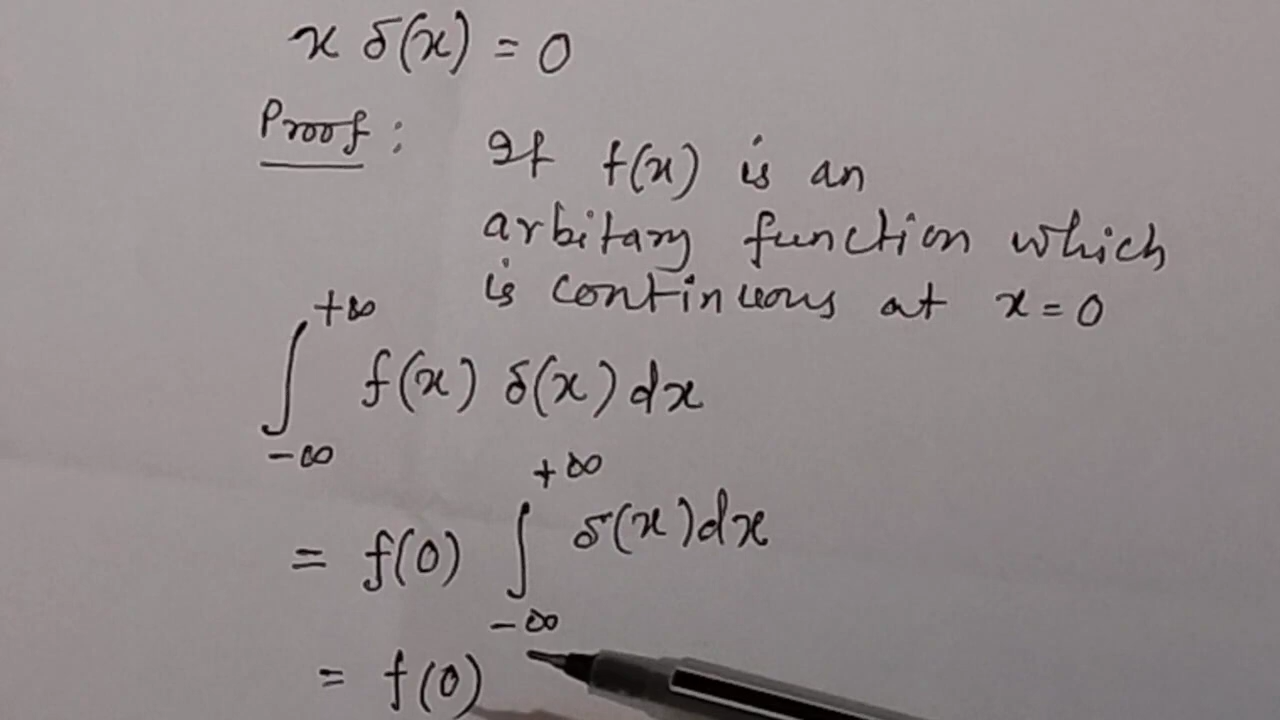 x δ(x) = 0
Proof : If f(x) is an
arbitary function which
is continuous at x = 0
∫_{-∞}^{+∞} f(x) δ(x) dx
= f(0) ∫_{-∞}^{+∞} δ(x) dx
= f(0)